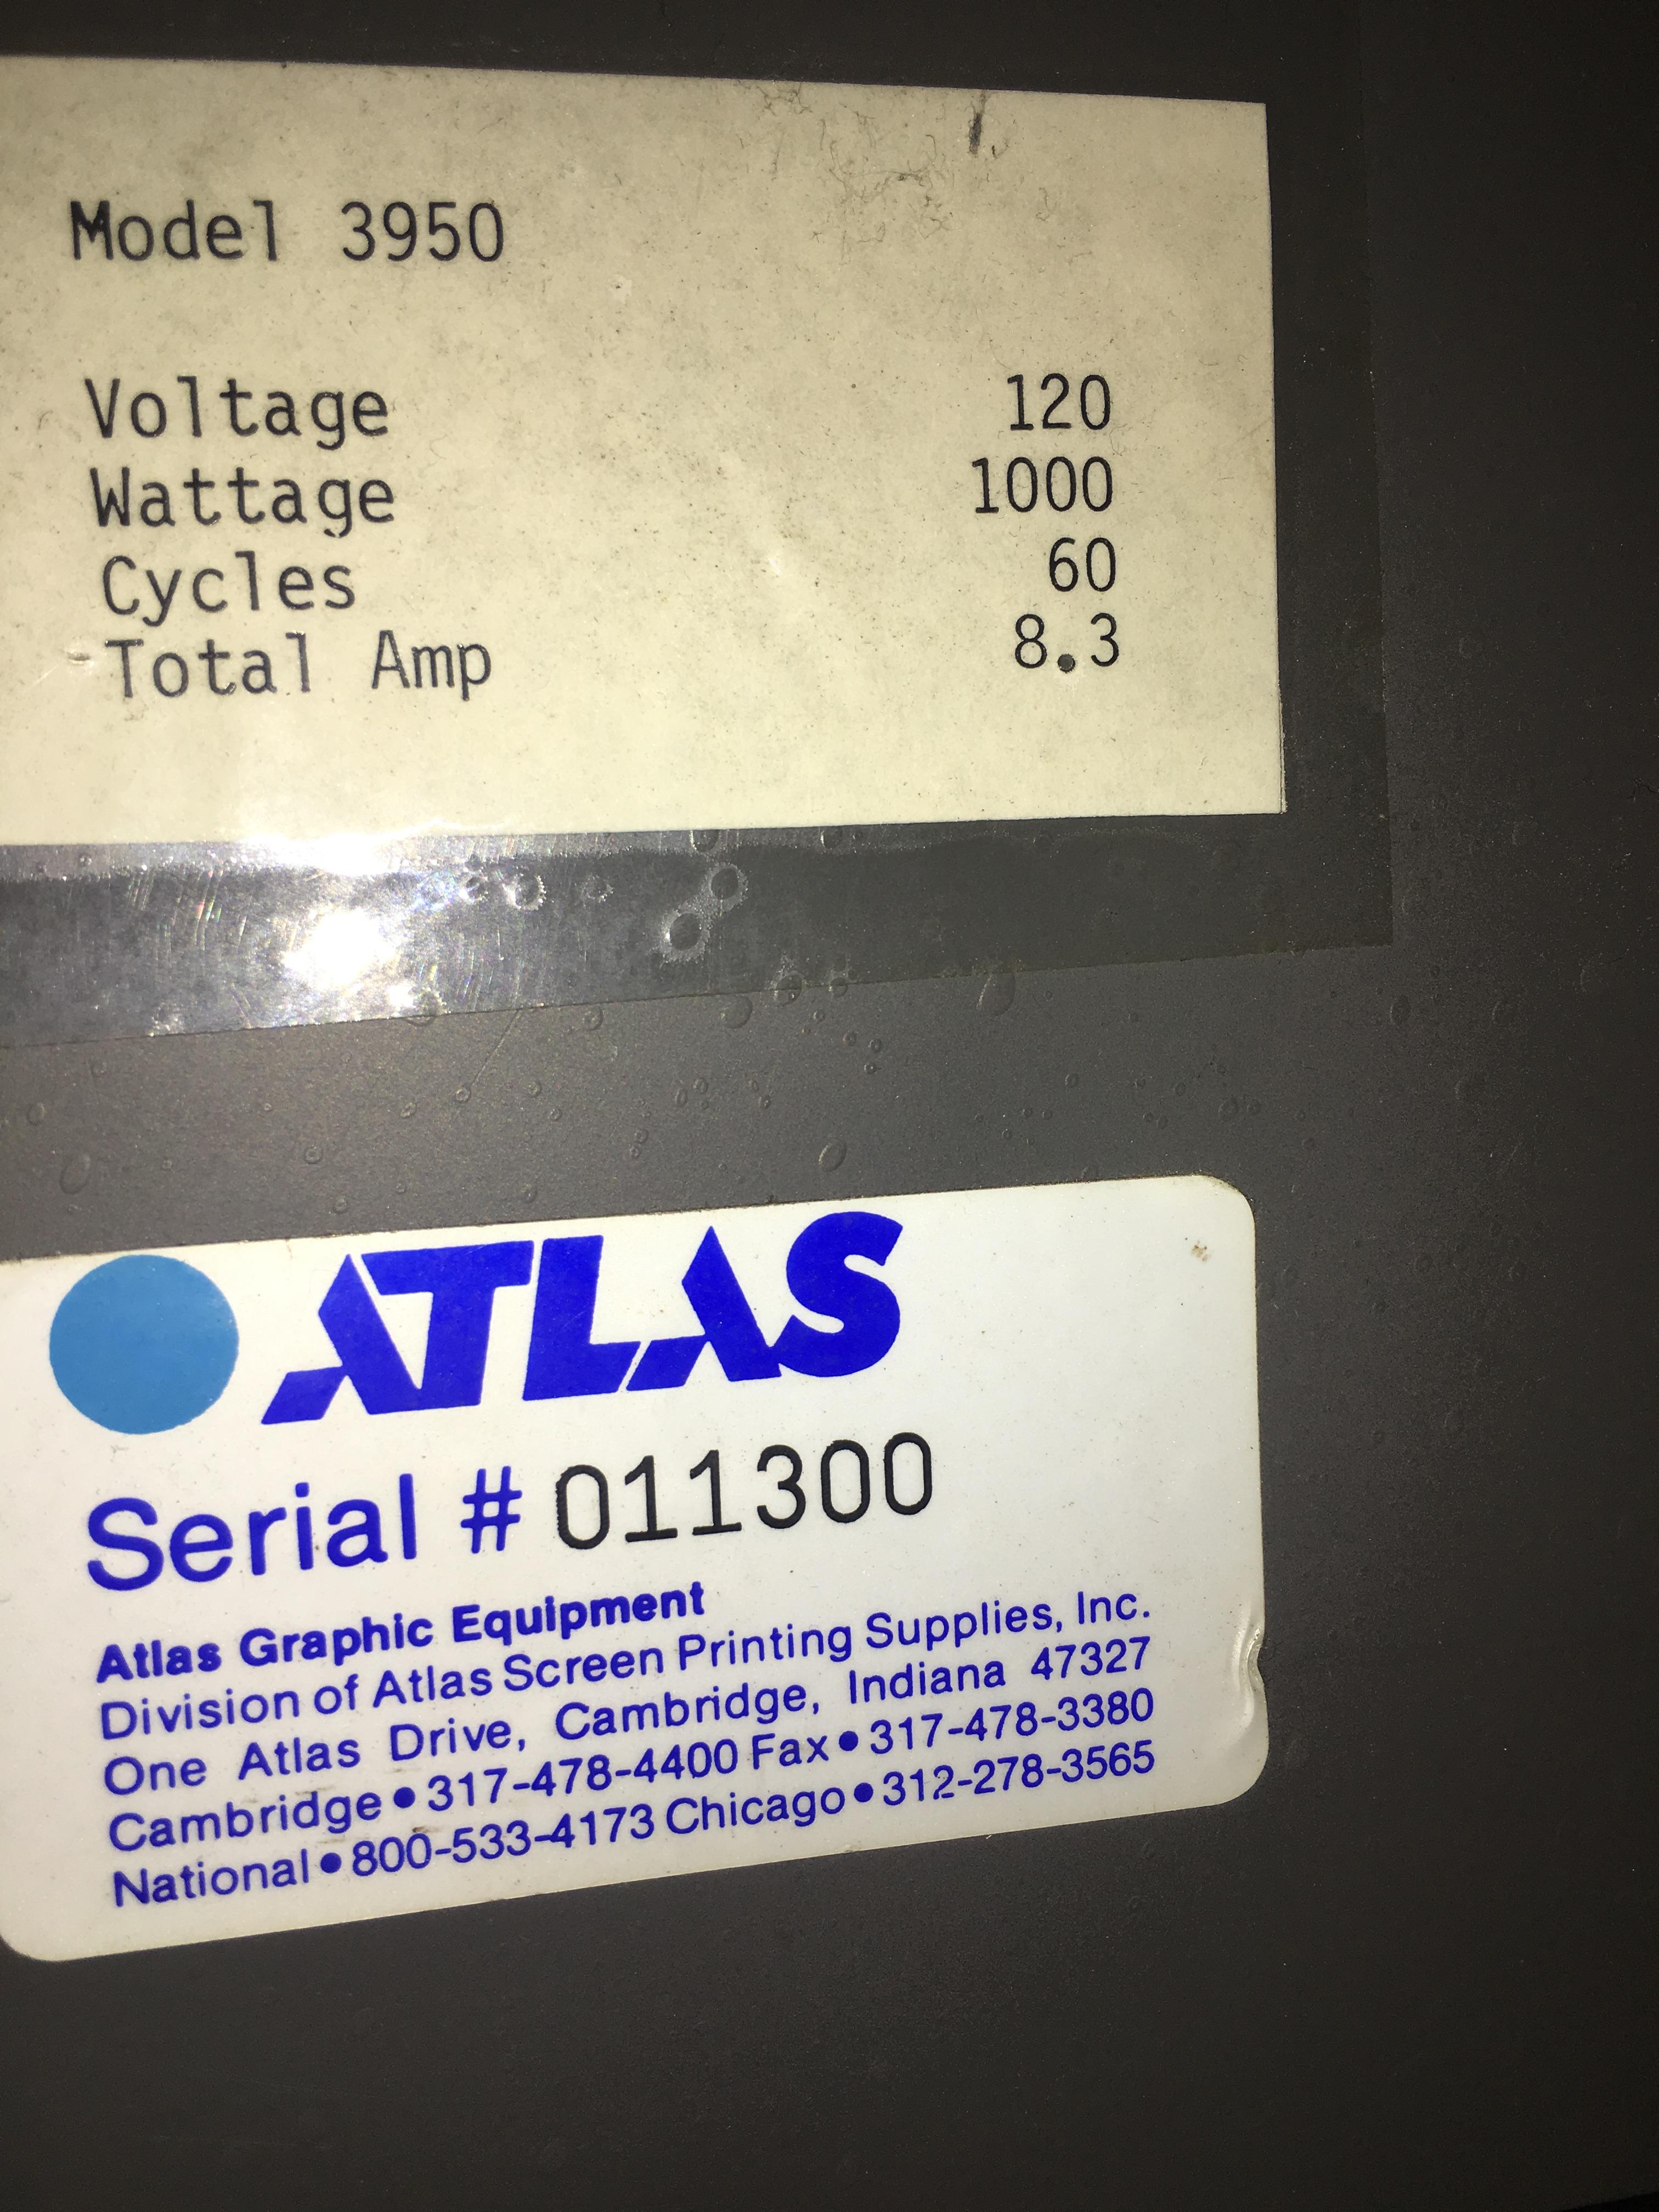 Model 3950
Voltage 120
Wattage 1000
Cycles 60
Total Amp 8.3
ATLAS
Serial # 011300
Atlas Graphic Equipment
Division of Atlas Screen Printing Supplies, Inc.
One Atlas Drive, Cambridge, Indiana 47327
Cambridge • 317-478-4400 Fax • 317-478-3380
National • 800-533-4173 Chicago • 312-278-3565